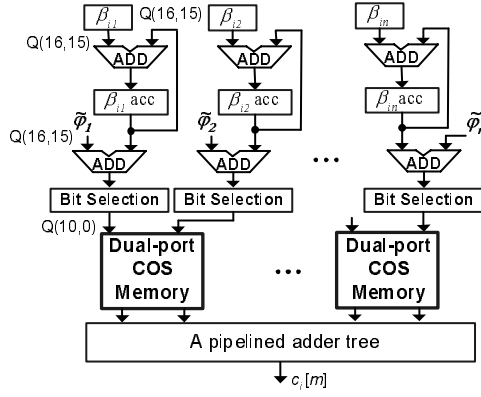 β_i1 Q(16,15) β_i2 β_in
Q(16,15) ADD ADD ADD
β_i1 acc β_i2 acc β_in acc
φ̃_1 φ̃_2 φ̃_n
Q(16,15)
ADD ADD ... ADD
Bit Selection Bit Selection Bit Selection
Q(10,0)
Dual-port Dual-port
COS ... COS
Memory Memory
A pipelined adder tree
c_i[m]